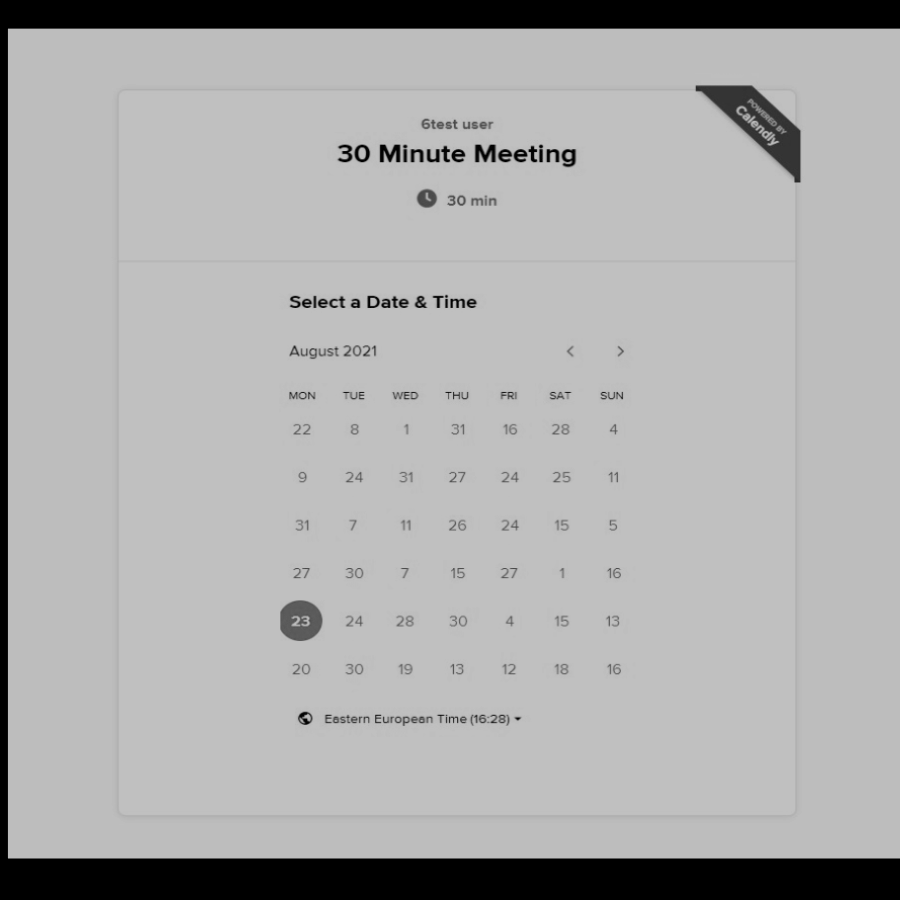 POWERED BY
Calendly
6test user
30 Minute Meeting
30 min
Select a Date & Time
August 2021
MON TUE WED THU FRI SAT SUN
22 8 1 31 16 28 4
9 24 31 27 24 25 11
31 7 11 26 24 15 5
27 30 7 15 27 1 16
23 24 28 30 4 15 13
20 30 19 13 12 18 16
Eastern European Time (16:28)